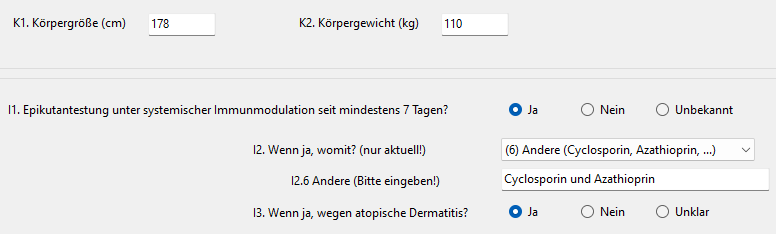 K1. Körpergröße (cm) 178 K2. Körpergewicht (kg) 110
I1. Epikutantestung unter systemischer Immunmodulation seit mindestens 7 Tagen? Ja Nein Unbekannt
I2. Wenn ja, womit? (nur aktuell!) (6) Andere (Cyclosporin, Azathioprin, ...)
I2.6 Andere (Bitte eingeben!) Cyclosporin und Azathioprin
I3. Wenn ja, wegen atopische Dermatitis? Ja Nein Unklar